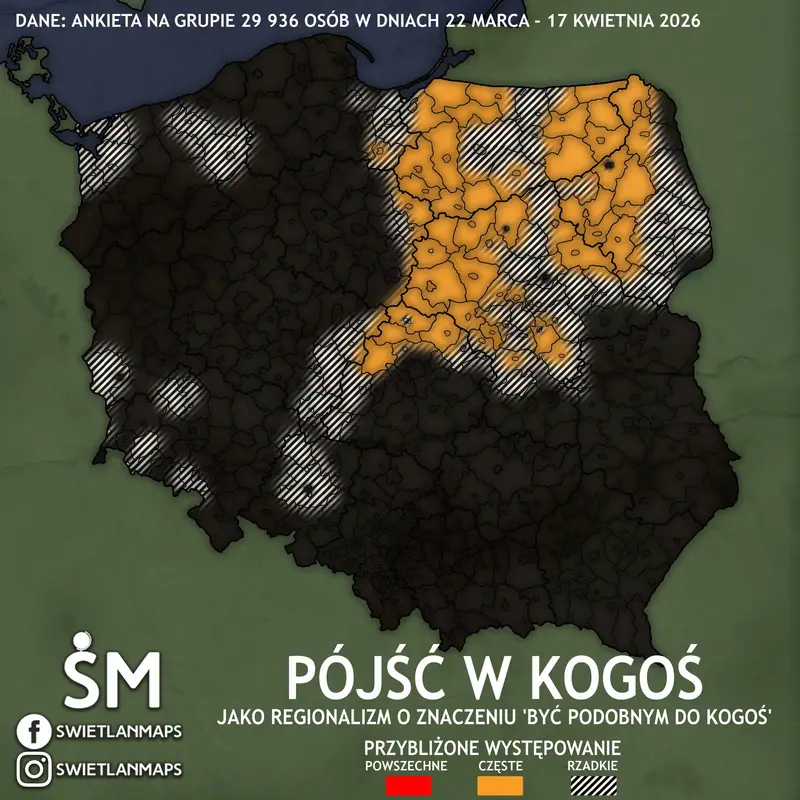 DANE: ANKIETA NA GRUPIE 29 936 OSÓB W DNIACH 22 MARCA - 17 KWIETNIA 2026
ŚM
SWIETLANMAPS
SWIETLANMAPS
PÓJŚĆ W KOGOŚ
JAKO REGIONALIZM O ZNACZENIU 'BYĆ PODOBNYM DO KOGOŚ'
PRZYBLIŻONE WYSTĘPOWANIE
POWSZECHNE CZĘSTE RZADKIE